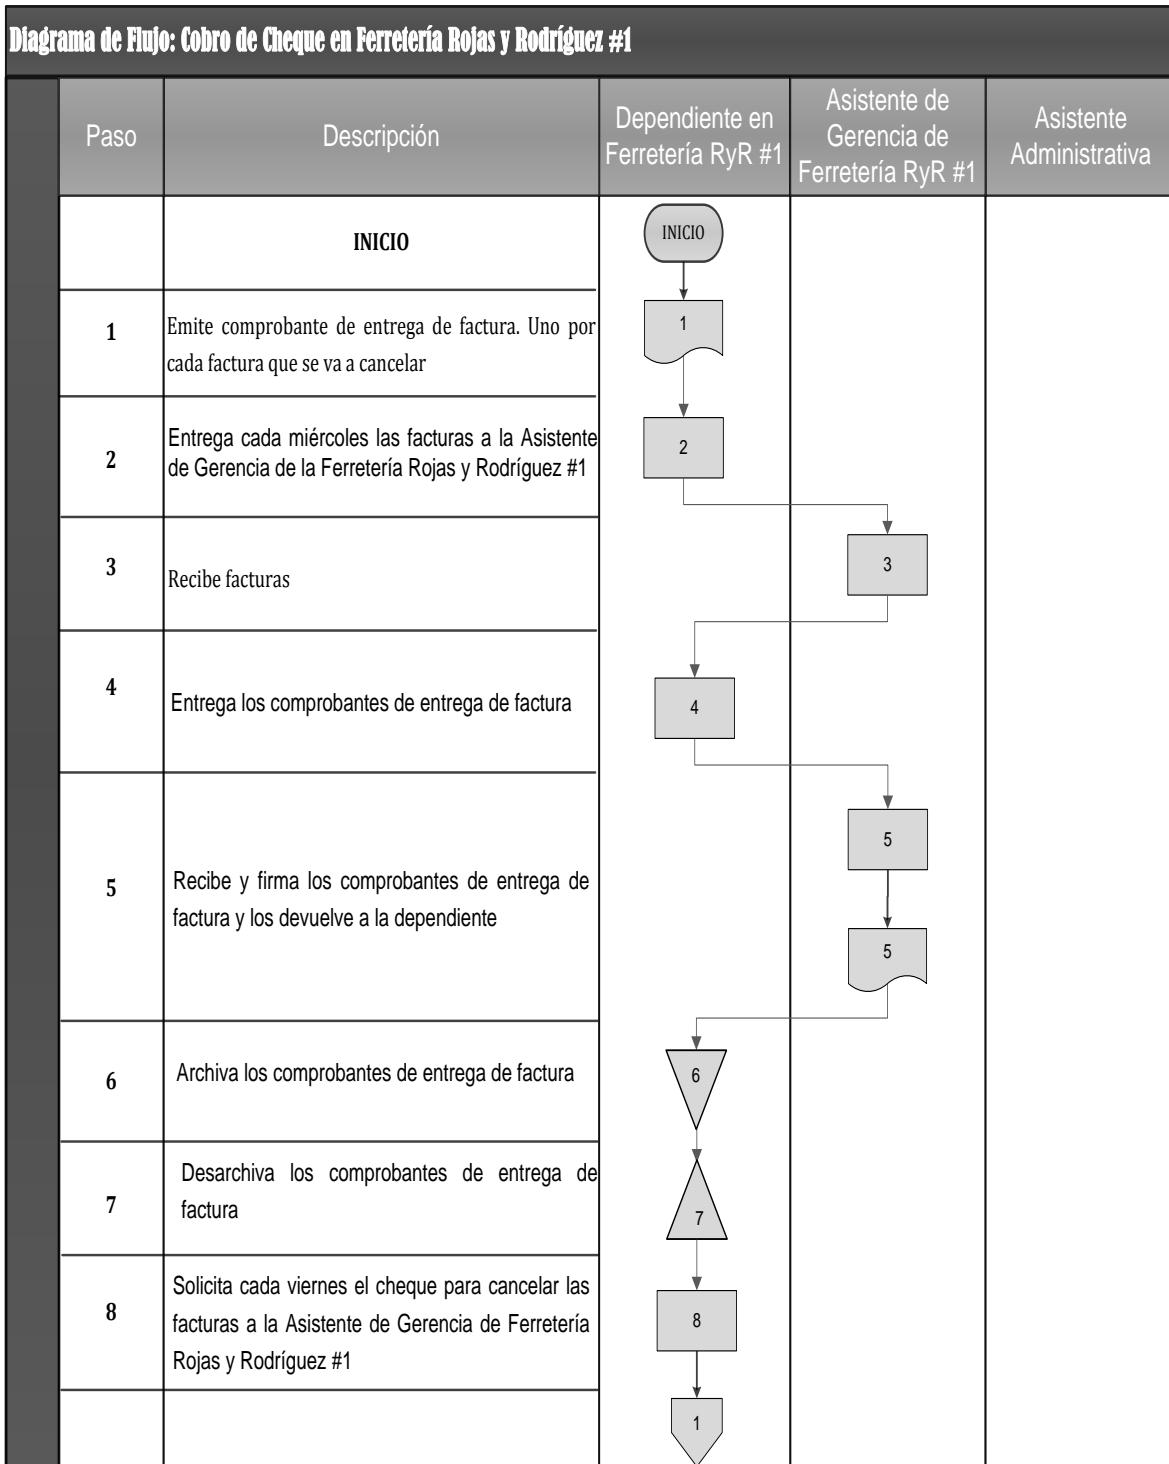 Diagrama de Flujo: Cobro de Cheque en Ferretería Rojas y Rodríguez #1
Paso
Descripción
Dependiente en
Ferretería RyR #1
Asistente de
Gerencia de
Ferretería RyR #1
Asistente
Administrativa
INICIO
INICIO
1
Emite comprobante de entrega de factura. Uno por
cada factura que se va a cancelar
1
2
Entrega cada miércoles las facturas a la Asistente
de Gerencia de la Ferretería Rojas y Rodríguez #1
2
3
Recibe facturas
3
4
Entrega los comprobantes de entrega de factura
4
5
Recibe y firma los comprobantes de entrega de
factura y los devuelve a la dependiente
5
5
6
Archiva los comprobantes de entrega de factura
6
7
Desarchiva los comprobantes de entrega de
factura
7
8
Solicita cada viernes el cheque para cancelar las
facturas a la Asistente de Gerencia de Ferretería
Rojas y Rodríguez #1
8
1